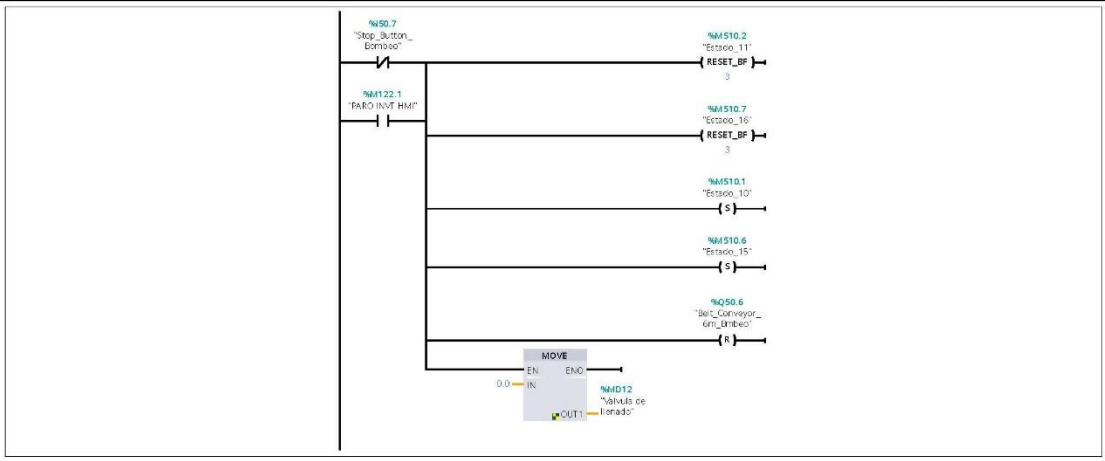 %I50.7
"Stop_Button_
Bombeo"
%M122.1
"PARO INVT HMI"
%M510.2
"Estado_11"
RESET_BF
3
%M510.7
"Estado_16"
RESET_BF
3
%M510.1
"Estado_10"
S
%M510.6
"Estado_15"
S
%Q50.6
"Belt_Conveyor_
6m_Bmbeo"
R
MOVE
EN ENO
0.0 IN
%MD12
"Valvula de
llenado"
OUT1